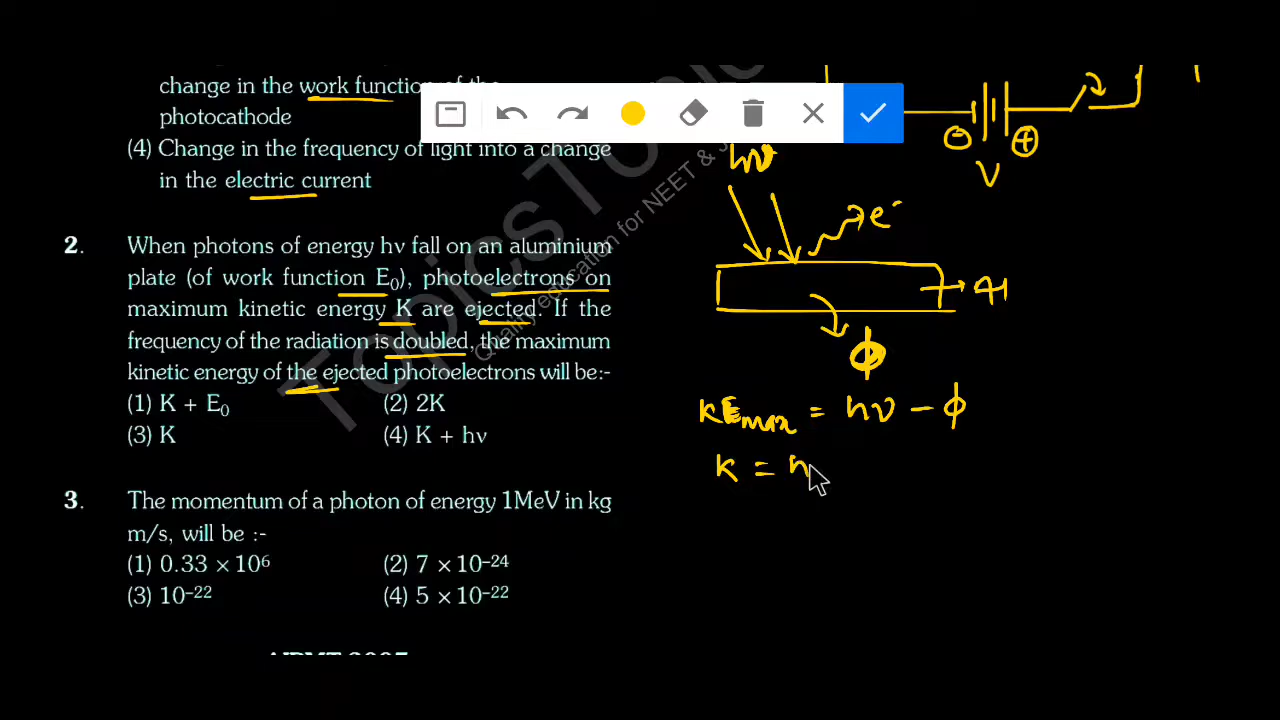 change in the work function of the
photocathode
(4) Change in the frequency of light into a change
in the electric current
2. When photons of energy hν fall on an aluminium
plate (of work function E₀), photoelectrons on
maximum kinetic energy K are ejected. If the
frequency of the radiation is doubled, the maximum
kinetic energy of the ejected photoelectrons will be:-
(1) K + E₀ (2) 2K
(3) K (4) K + hν
3. The momentum of a photon of energy 1MeV in kg
m/s, will be :-
(1) 0.33 × 10⁶ (2) 7 × 10⁻²⁴
(3) 10⁻²² (4) 5 × 10⁻²²
Quality education for NEET & J
⊖ ⊕
V
hν
e⁻
Al
ϕ
KEmax = hν − ϕ
K = h